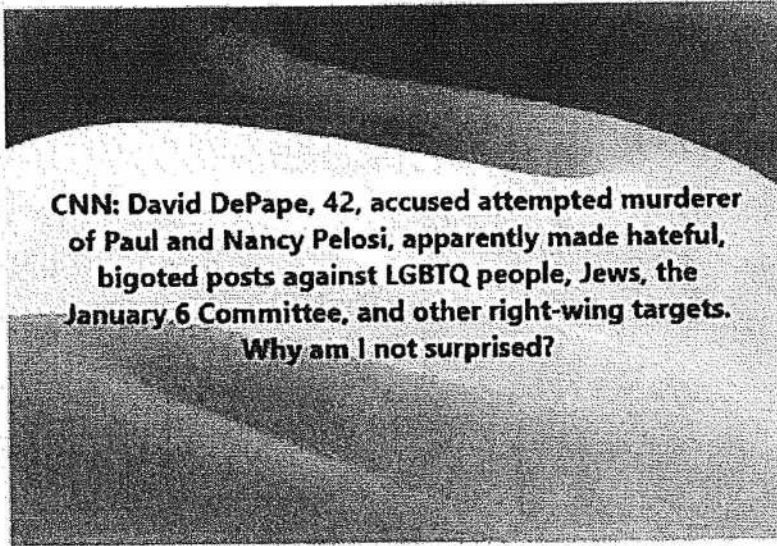 CNN: David DePape, 42, accused attempted murderer
of Paul and Nancy Pelosi, apparently made hateful,
bigoted posts against LGBTQ people, Jews, the
January 6 Committee, and other right-wing targets.
Why am I not surprised?